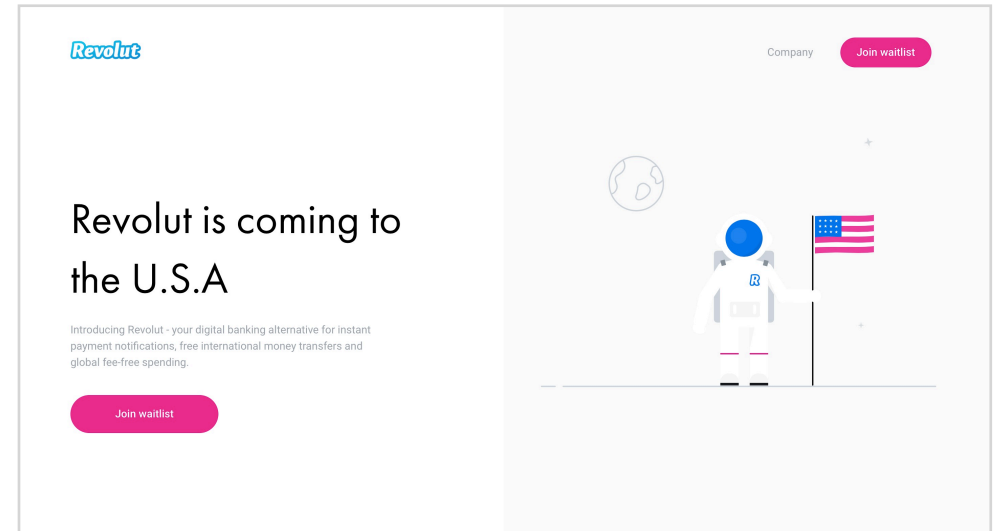 Revolut
Company
Join waitlist
Revolut is coming to
the U.S.A
Introducing Revolut - your digital banking alternative for instant
payment notifications, free international money transfers and
global fee-free spending.
Join waitlist
R